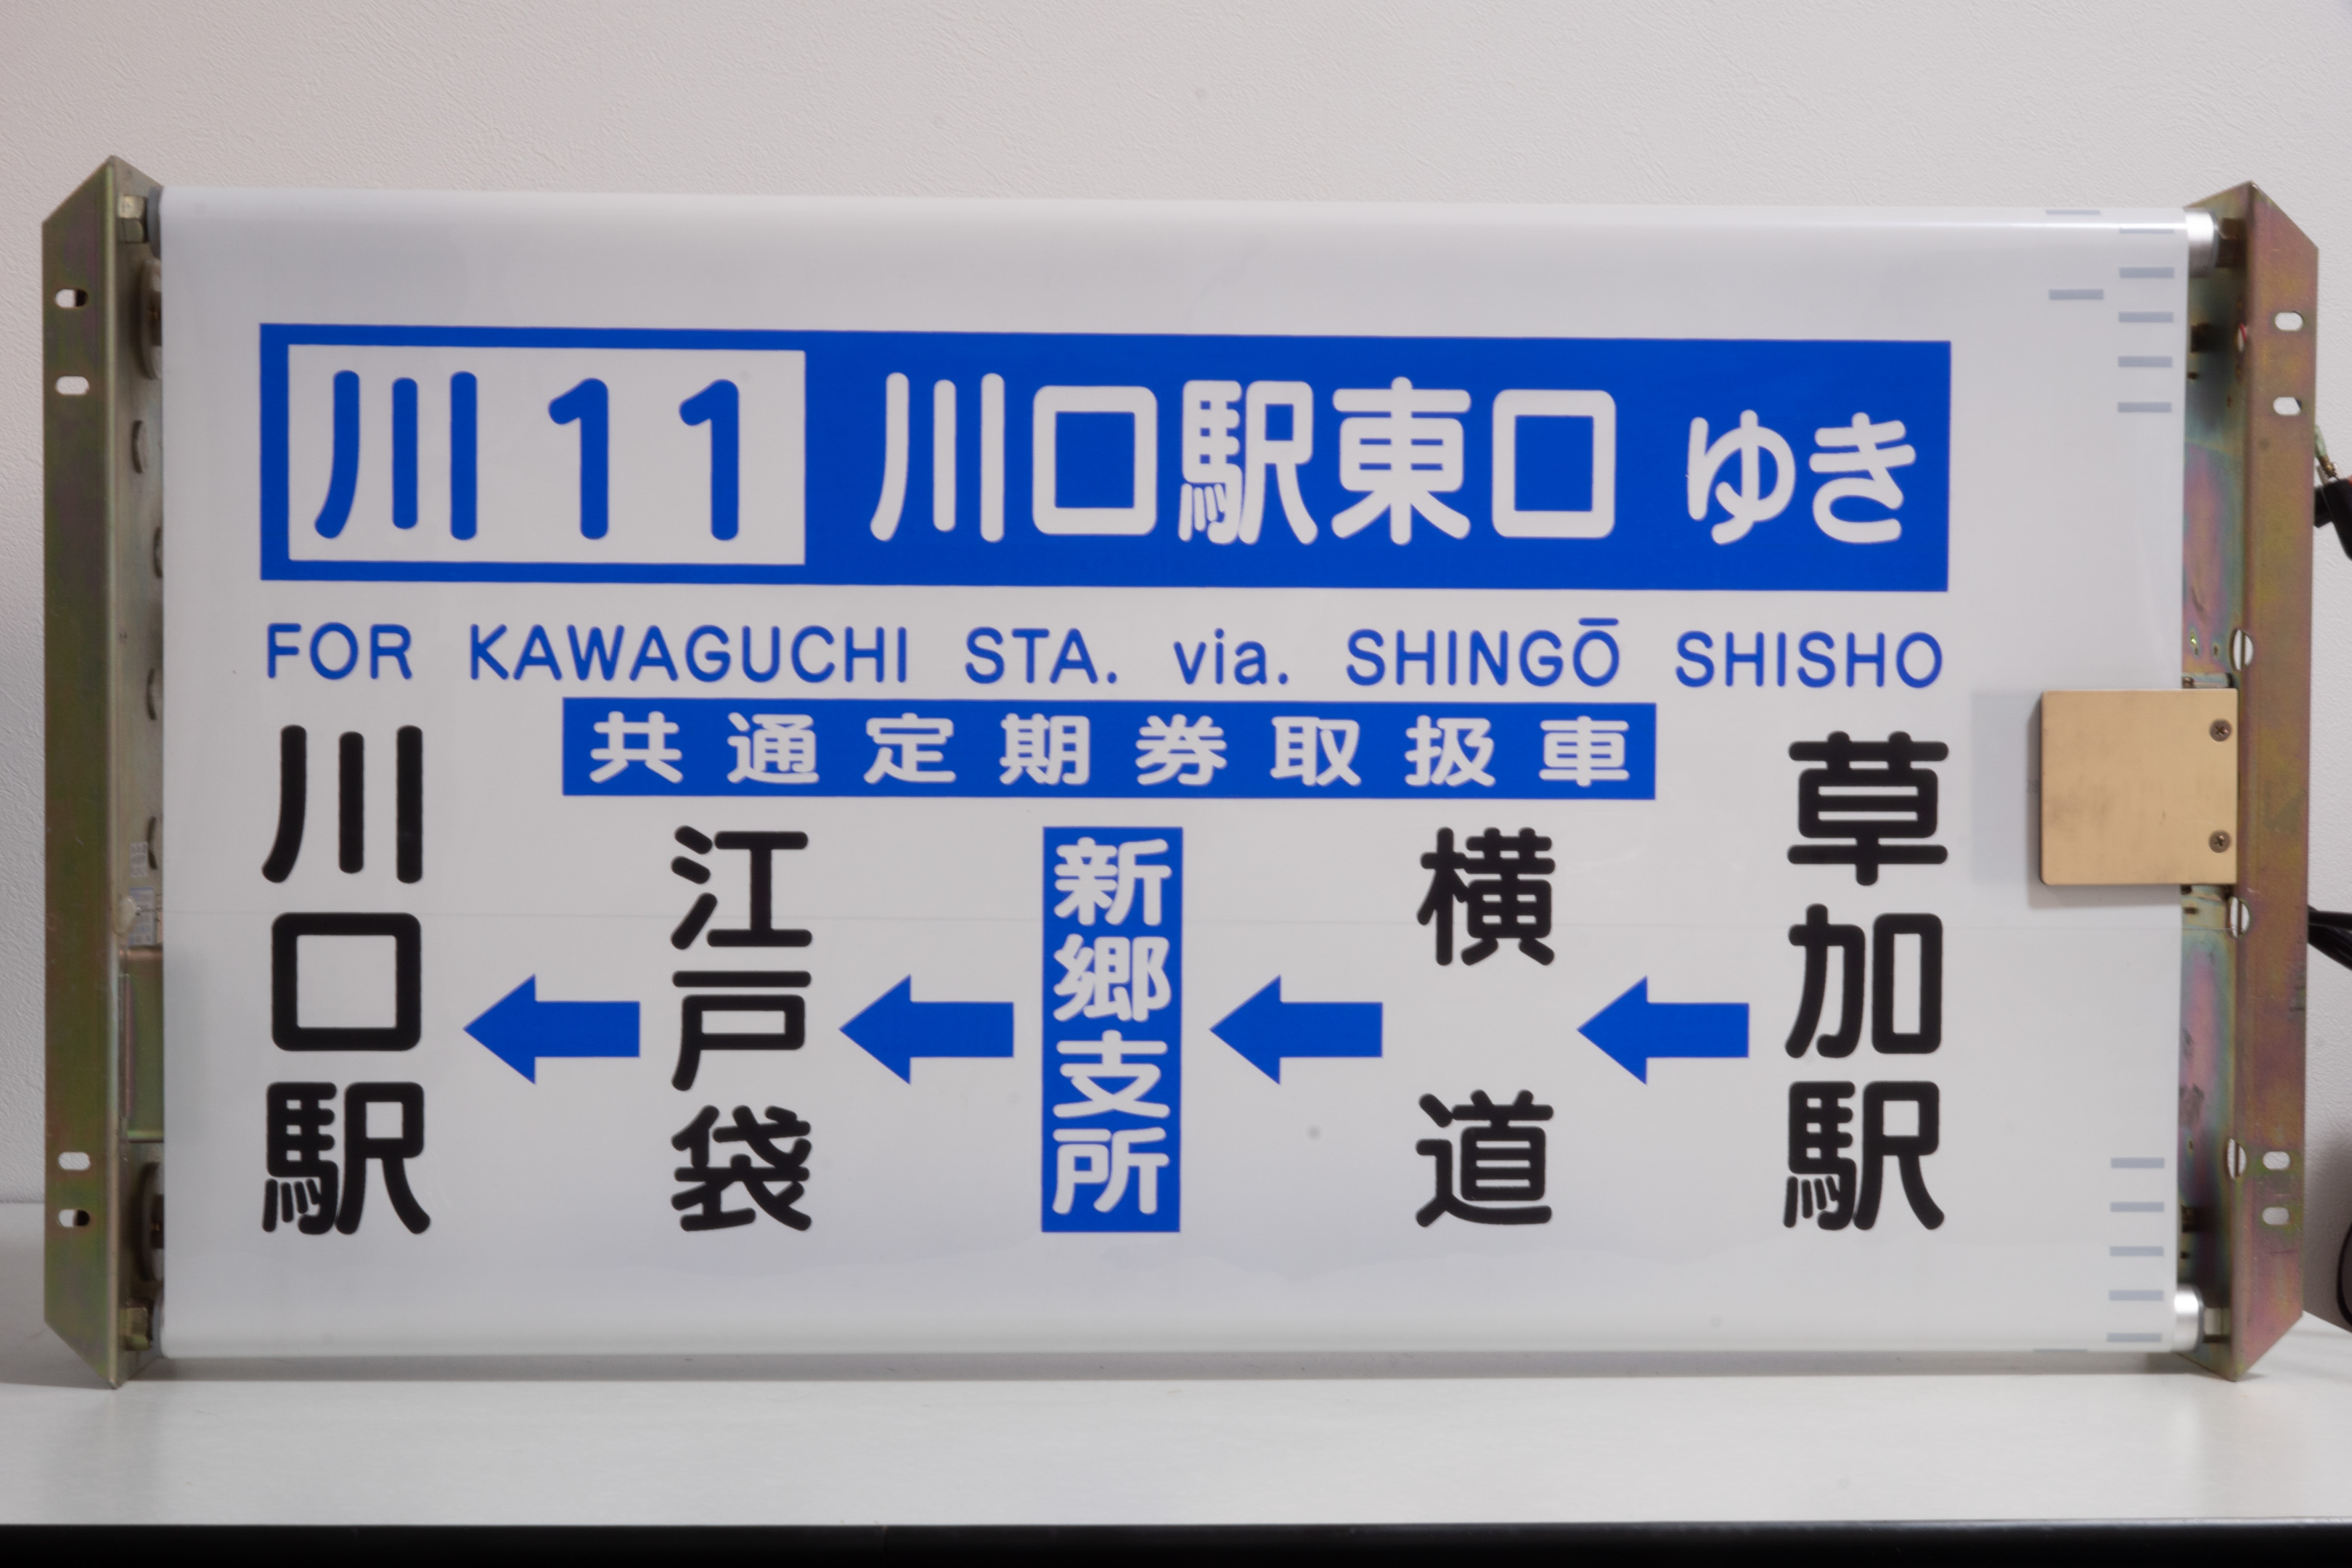 川11 川口駅東口 ゆき
FOR KAWAGUCHI STA. via. SHINGŌ SHISHO
共通定期券取扱車
草加駅
横道
新郷支所
江戸袋
川口駅